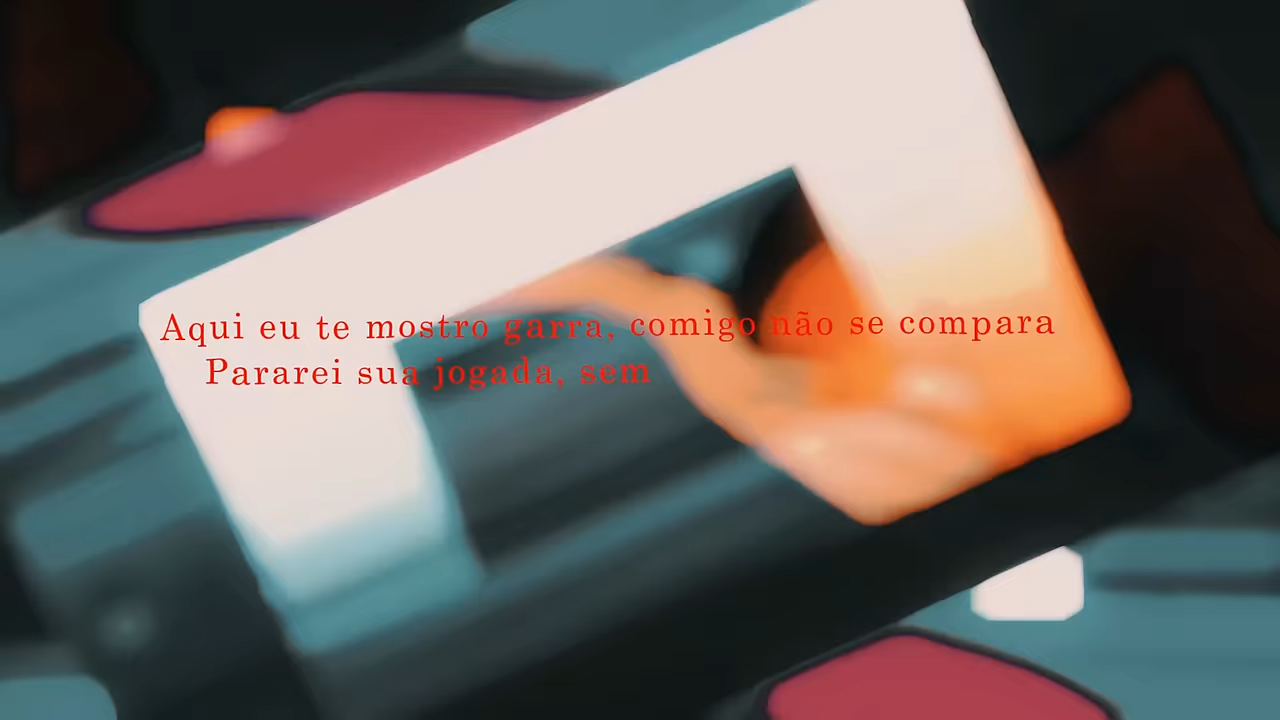 Aqui eu te mostro garra, comigo não se compara
Pararei sua jogada, sem